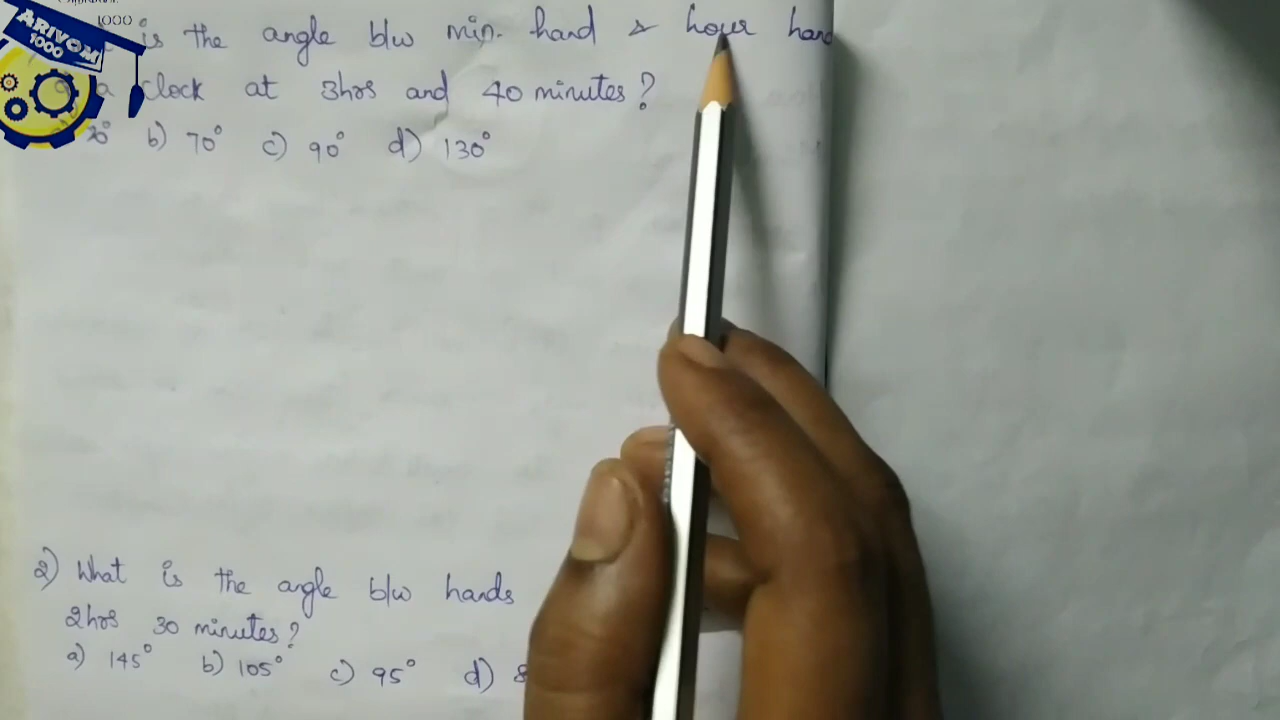 1000
ARIVOM
1000
is the angle b/w min. hand & hour hand
a clock at 3hrs and 40 minutes?
b) 70° c) 90° d) 130°
2) What is the angle b/w hands
2hrs 30 minutes?
a) 145° b) 105° c) 95° d)